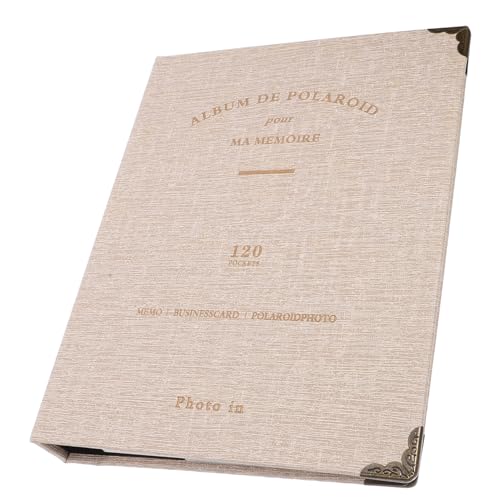 ALBUM DE POLAROID
pour
MA MEMOIRE
120
POCKETS
MEMO | BUSINESSCARD | POLAROIDPHOTO
Photo in